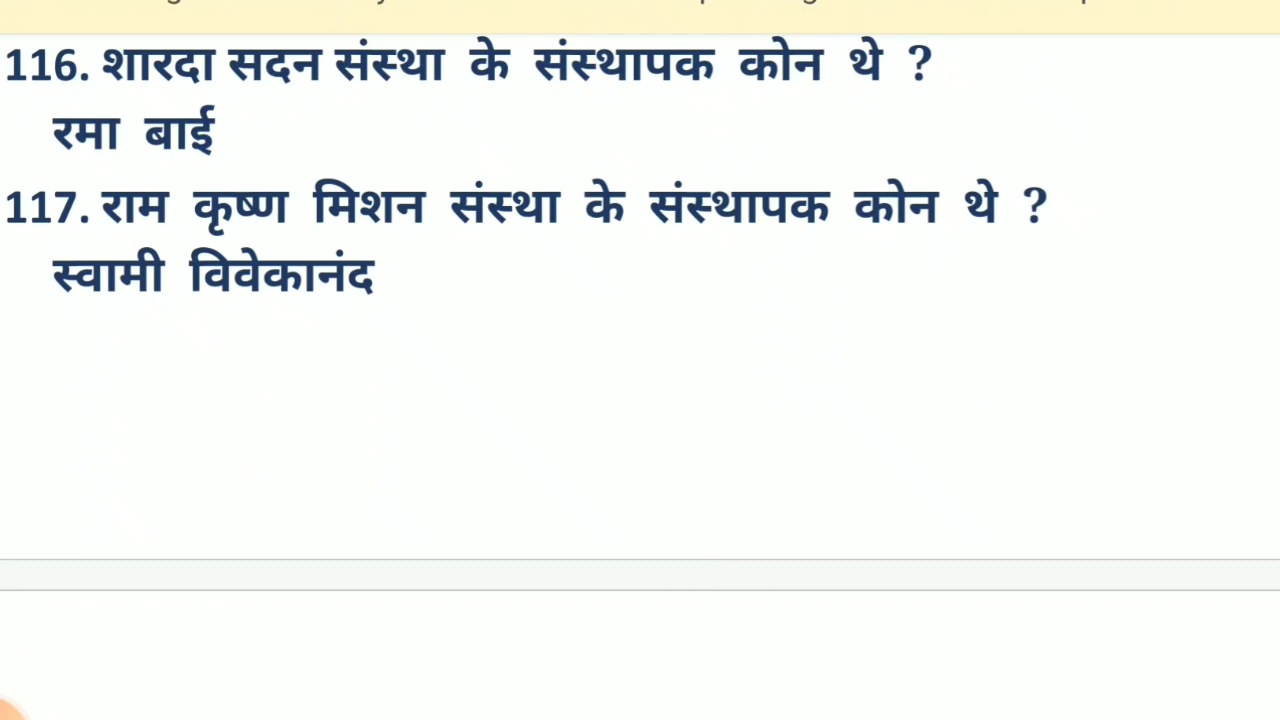 116. शारदा सदन संस्था के संस्थापक कोन थे ?
रमा बाई
117. राम कृष्ण मिशन संस्था के संस्थापक कोन थे ?
स्वामी विवेकानंद